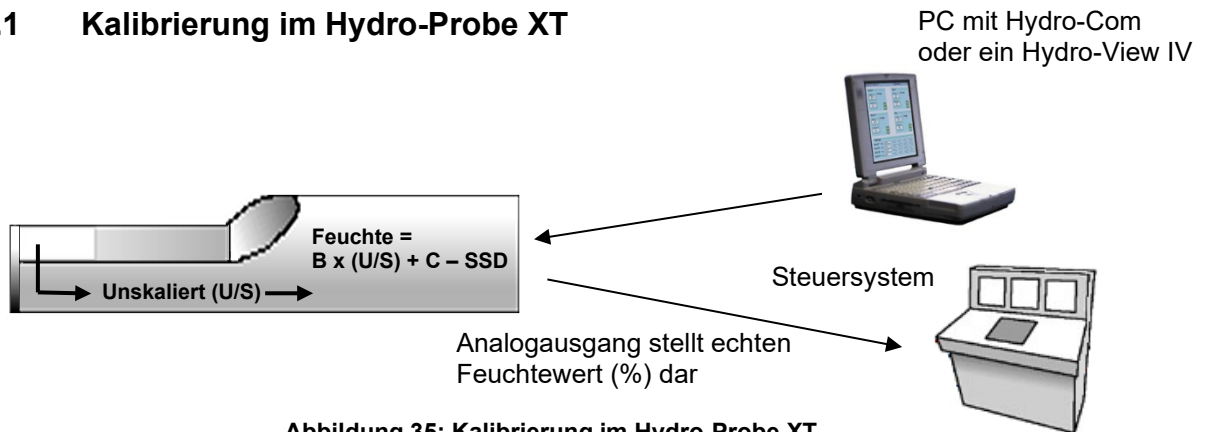 .1 Kalibrierung im Hydro-Probe XT
PC mit Hydro-Com
oder ein Hydro-View IV
Feuchte =
B x (U/S) + C – SSD
Unskaliert (U/S)
Steuersystem
Analogausgang stellt echten
Feuchtewert (%) dar
Abbildung 35: Kalibrierung im Hydro-Probe XT